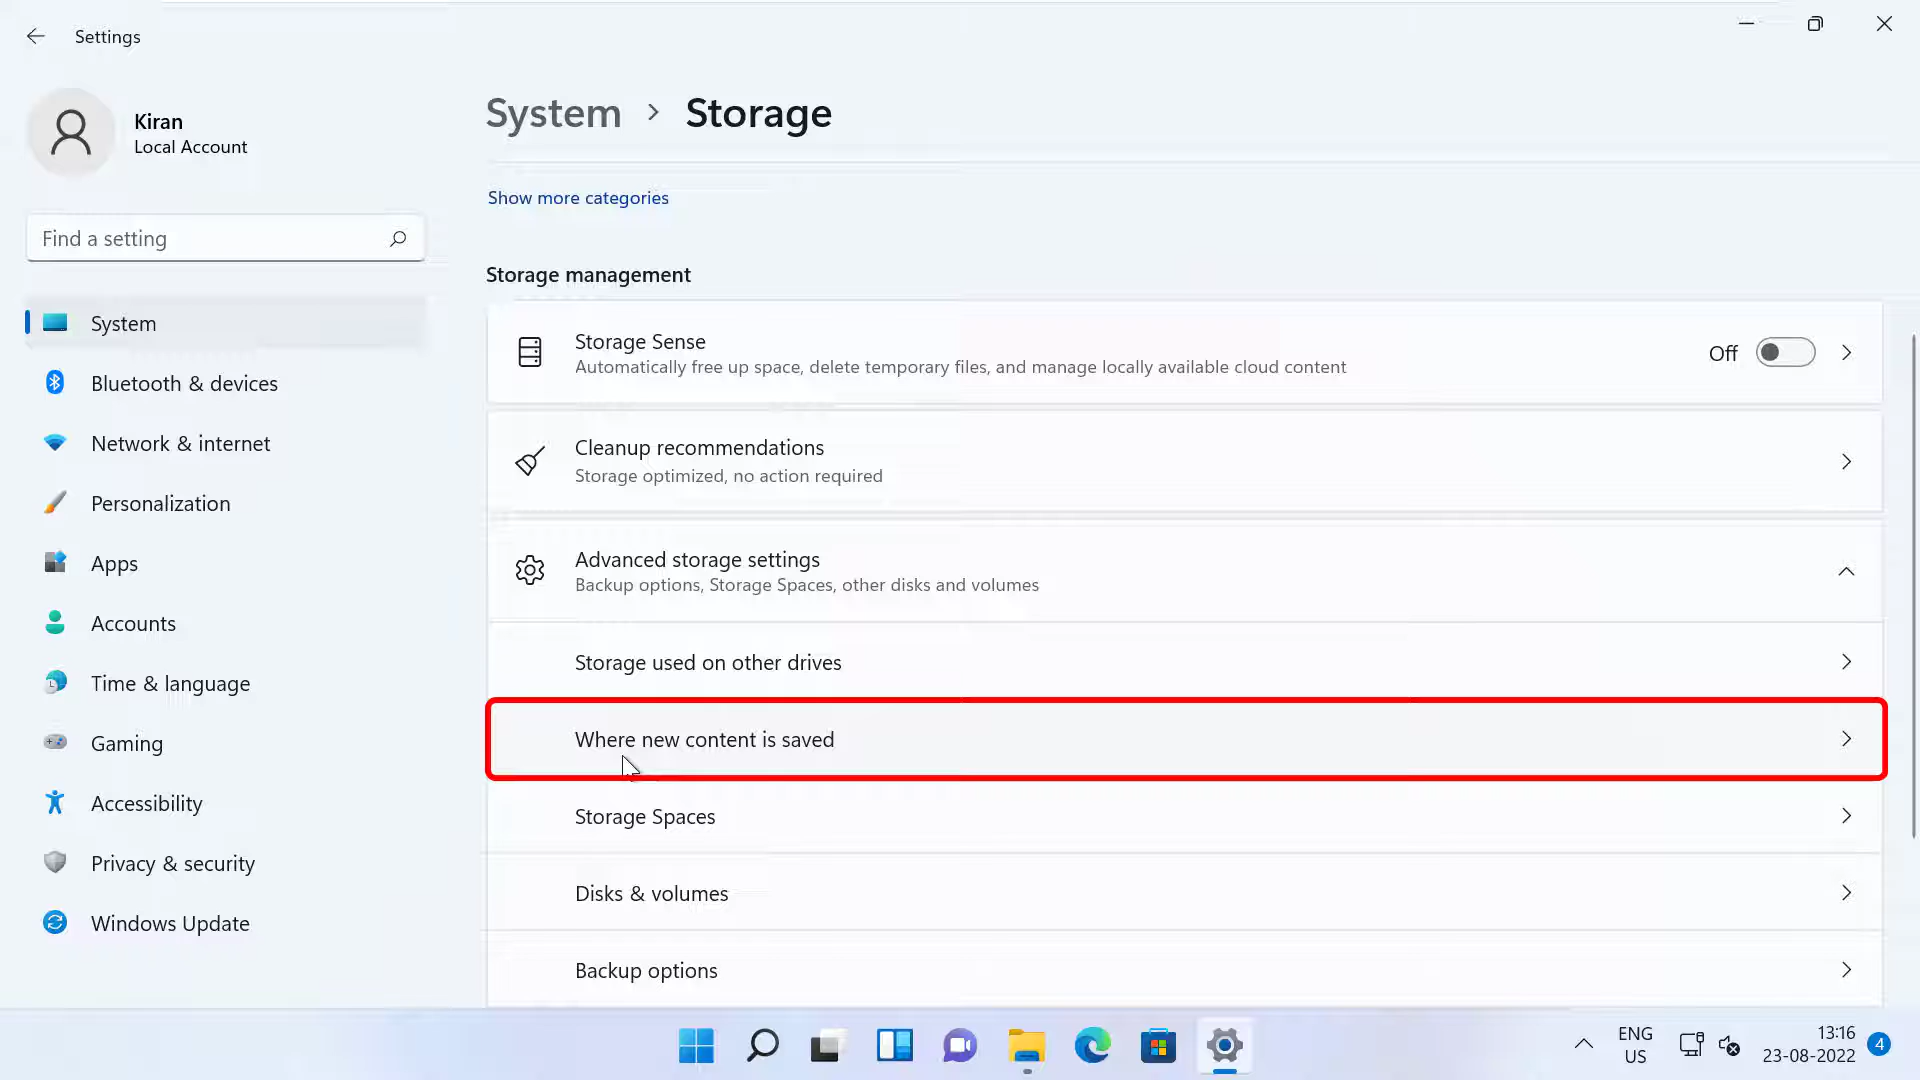 Settings
Kiran
Local Account
Find a setting
System
Bluetooth & devices
Network & internet
Personalization
Apps
Accounts
Time & language
Gaming
Accessibility
Privacy & security
Windows Update
System > Storage
Show more categories
Storage management
Storage Sense
Automatically free up space, delete temporary files, and manage locally available cloud content
Off
Cleanup recommendations
Storage optimized, no action required
Advanced storage settings
Backup options, Storage Spaces, other disks and volumes
Storage used on other drives
Where new content is saved
Storage Spaces
Disks & volumes
Backup options
ENG
US
13:16
23-08-2022
4